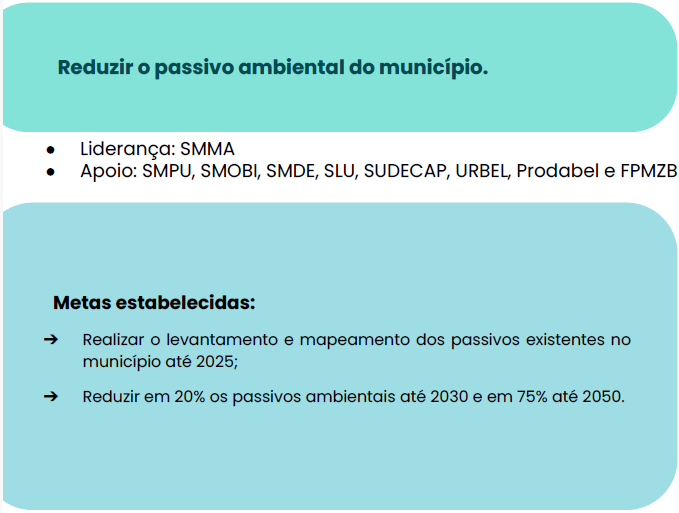 Reduzir o passivo ambiental do município.
● Liderança: SMMA
● Apoio: SMPU, SMOBI, SMDE, SLU, SUDECAP, URBEL, Prodabel e FPMZB
Metas estabelecidas:
➔ Realizar o levantamento e mapeamento dos passivos existentes no
município até 2025;
➔ Reduzir em 20% os passivos ambientais até 2030 e em 75% até 2050.